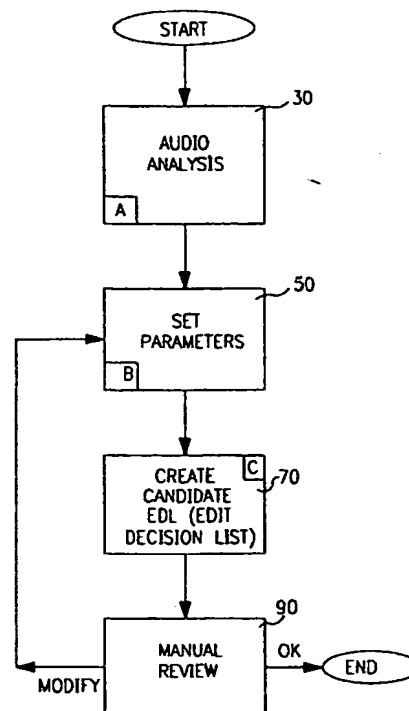 START
30
AUDIO
ANALYSIS
A
50
SET
PARAMETERS
B
C
CREATE
CANDIDATE
EDL (EDIT
DECISION LIST)
70
90
MANUAL
REVIEW
OK
END
MODIFY